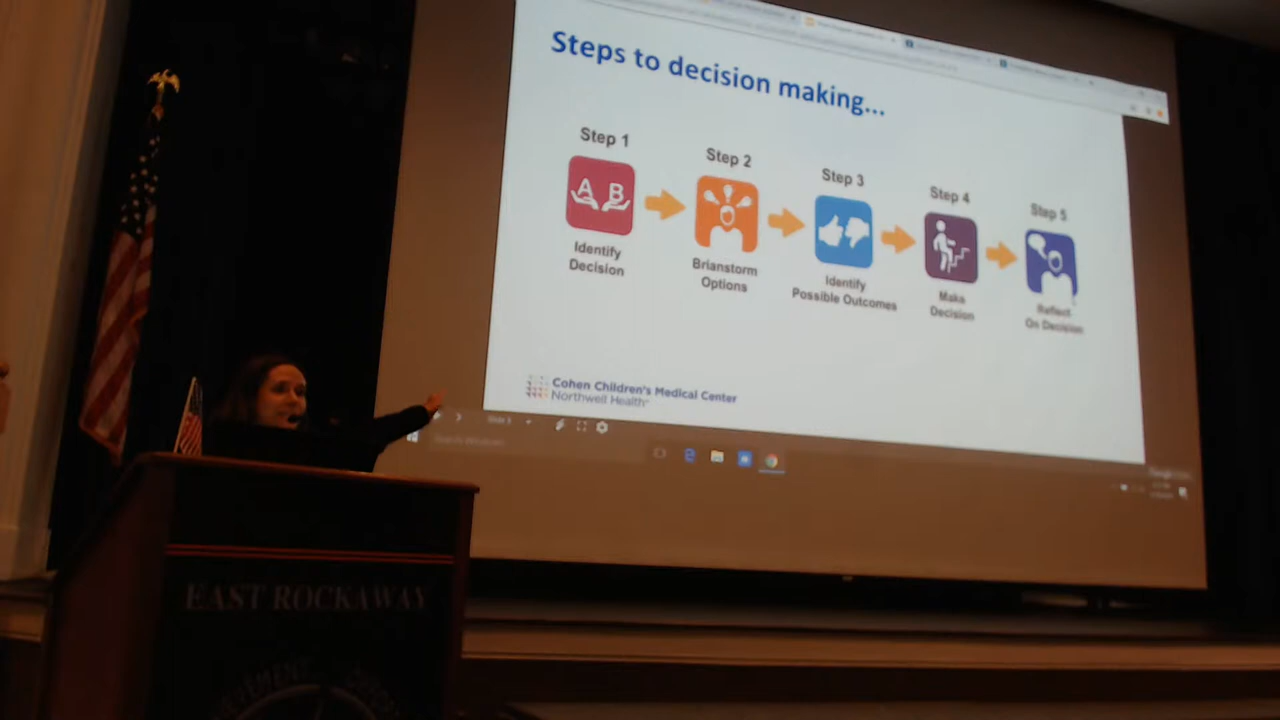 Steps to decision making...
Step 1
Step 2
Step 3
Step 4
Step 5
A B
Identify
Decision
Brianstorm
Options
Identify
Possible Outcomes
Make
Decision
Reflect
On Decision
Cohen Children's Medical Center
Northwell Health
EAST ROCKAWAY